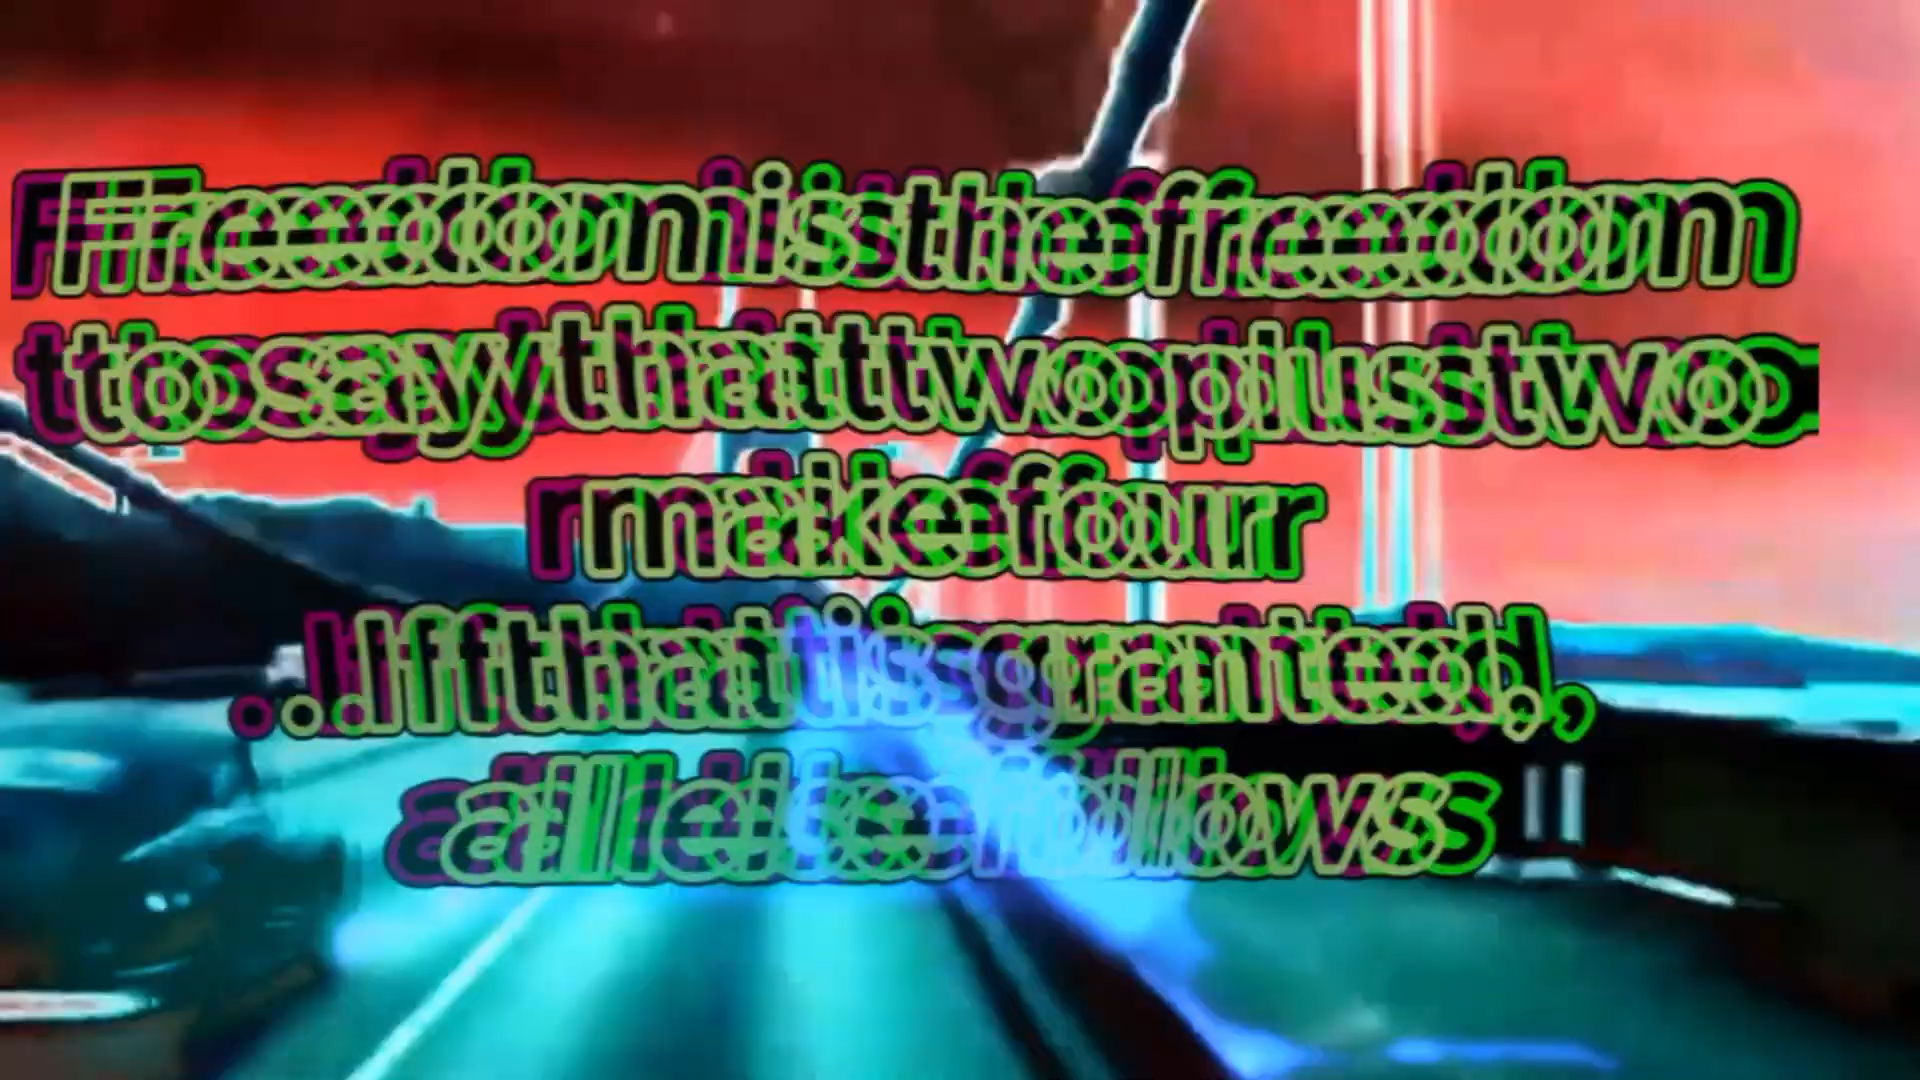 Freedom is the freedom
to say that two plus two
make four
. If that is granted,
all else follows